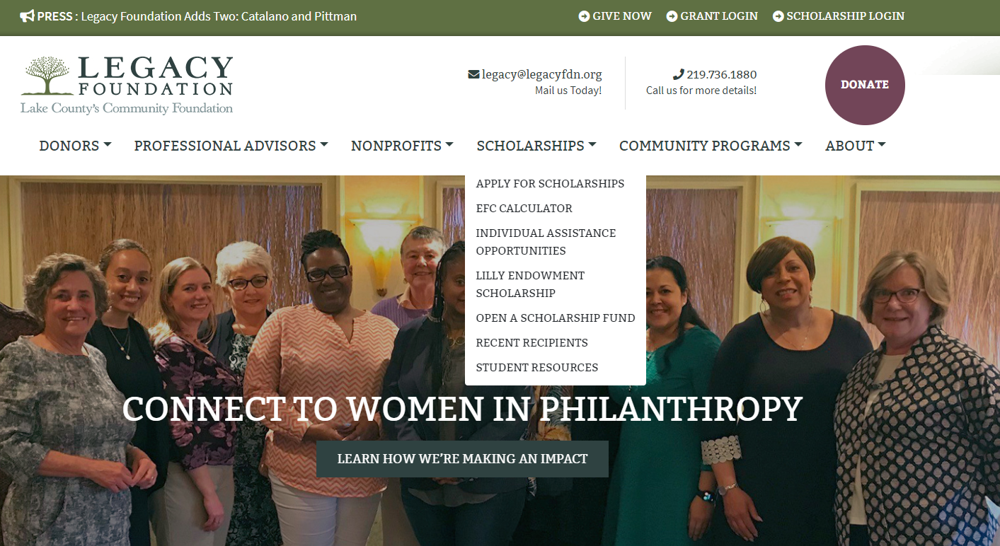 PRESS : Legacy Foundation Adds Two: Catalano and Pittman
GIVE NOW
GRANT LOGIN
SCHOLARSHIP LOGIN
LEGACY
FOUNDATION
Lake County's Community Foundation
legacy@legacyfdn.org
Mail us Today!
219.736.1880
Call us for more details!
DONATE
DONORS
PROFESSIONAL ADVISORS
NONPROFITS
SCHOLARSHIPS
COMMUNITY PROGRAMS
ABOUT
APPLY FOR SCHOLARSHIPS
EFC CALCULATOR
INDIVIDUAL ASSISTANCE
OPPORTUNITIES
LILLY ENDOWMENT
SCHOLARSHIP
OPEN A SCHOLARSHIP FUND
RECENT RECIPIENTS
STUDENT RESOURCES
CONNECT TO WOMEN IN PHILANTHROPY
LEARN HOW WE’RE MAKING AN IMPACT